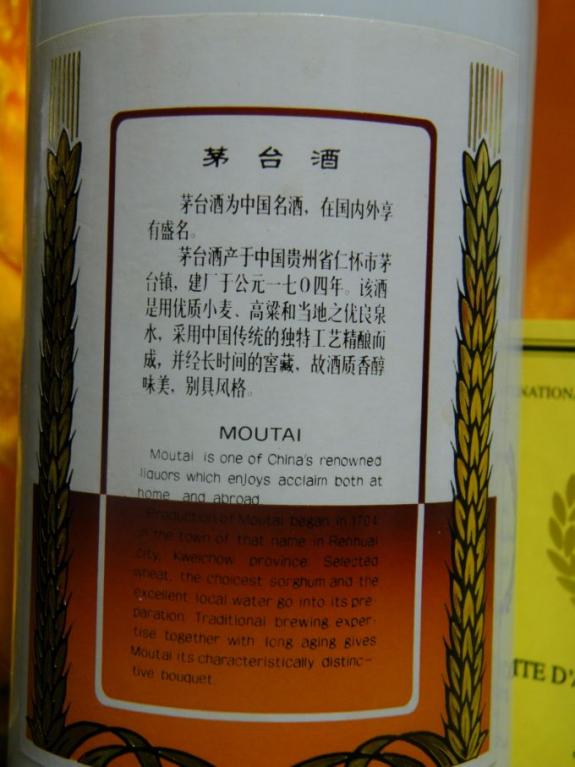 茅台酒
茅台酒为中国名酒，在国内外享
有盛名。
茅台酒产于中国贵州省仁怀市茅
台镇，建厂于公元一七〇四年。该酒
是用优质小麦、高粱和当地之优良泉
水，采用中国传统的独特工艺精酿而
成，并经长时间的窖藏，故酒质香醇
味美，别具风格。
MOUTAI
Moutai is one of China's renowned
liquors which enjoys acclaim both at
home and abroad
Production of Moutai began in 1704
in the town of that name in Renhuai
City, Kweichow province. Selected
wheat, the choicest sorghum and the
excellent local water go into its pre-
paration. Traditional brewing exper-
tise together with long aging gives
Moutai its characteristically distinc-
tive bouquet.